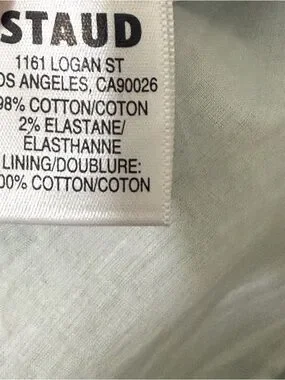 STAUD
1161 LOGAN ST
OS ANGELES, CA90026
98% COTTON/COTON
2% ELASTANE/
ELASTHANNE
LINING/DOUBLURE:
00% COTTON/COTON